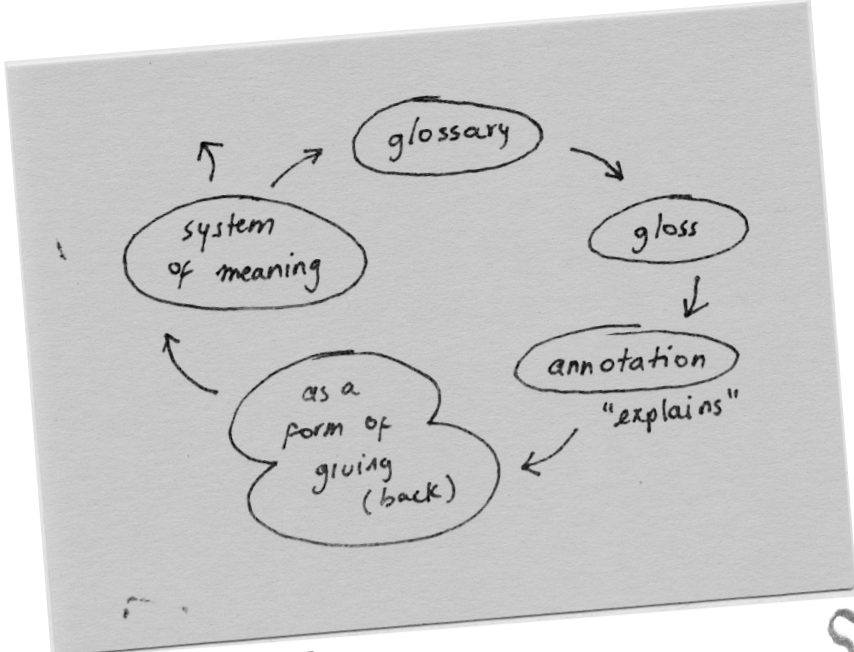 glossary
gloss
annotation
"explains"
as a
form of
giving
(back)
system
of meaning